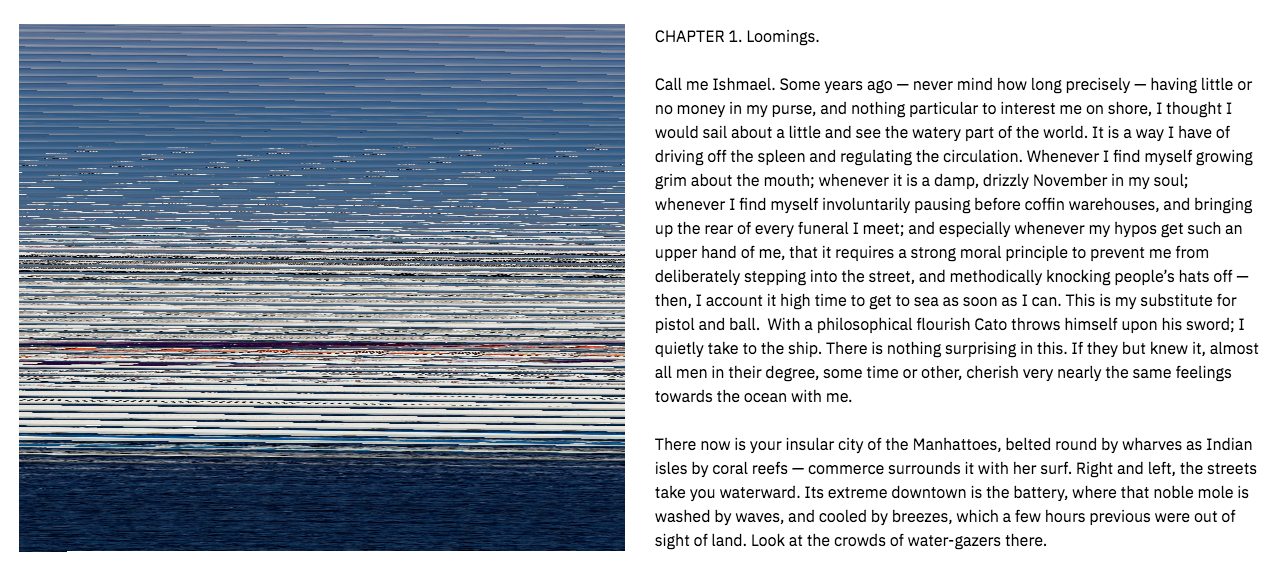 CHAPTER 1. Loomings.
Call me Ishmael. Some years ago — never mind how long precisely — having little or
no money in my purse, and nothing particular to interest me on shore, I thought I
would sail about a little and see the watery part of the world. It is a way I have of
driving off the spleen and regulating the circulation. Whenever I find myself growing
grim about the mouth; whenever it is a damp, drizzly November in my soul;
whenever I find myself involuntarily pausing before coffin warehouses, and bringing
up the rear of every funeral I meet; and especially whenever my hypos get such an
upper hand of me, that it requires a strong moral principle to prevent me from
deliberately stepping into the street, and methodically knocking people’s hats off —
then, I account it high time to get to sea as soon as I can. This is my substitute for
pistol and ball.  With a philosophical flourish Cato throws himself upon his sword; I
quietly take to the ship. There is nothing surprising in this. If they but knew it, almost
all men in their degree, some time or other, cherish very nearly the same feelings
towards the ocean with me.
There now is your insular city of the Manhattoes, belted round by wharves as Indian
isles by coral reefs — commerce surrounds it with her surf. Right and left, the streets
take you waterward. Its extreme downtown is the battery, where that noble mole is
washed by waves, and cooled by breezes, which a few hours previous were out of
sight of land. Look at the crowds of water-gazers there.